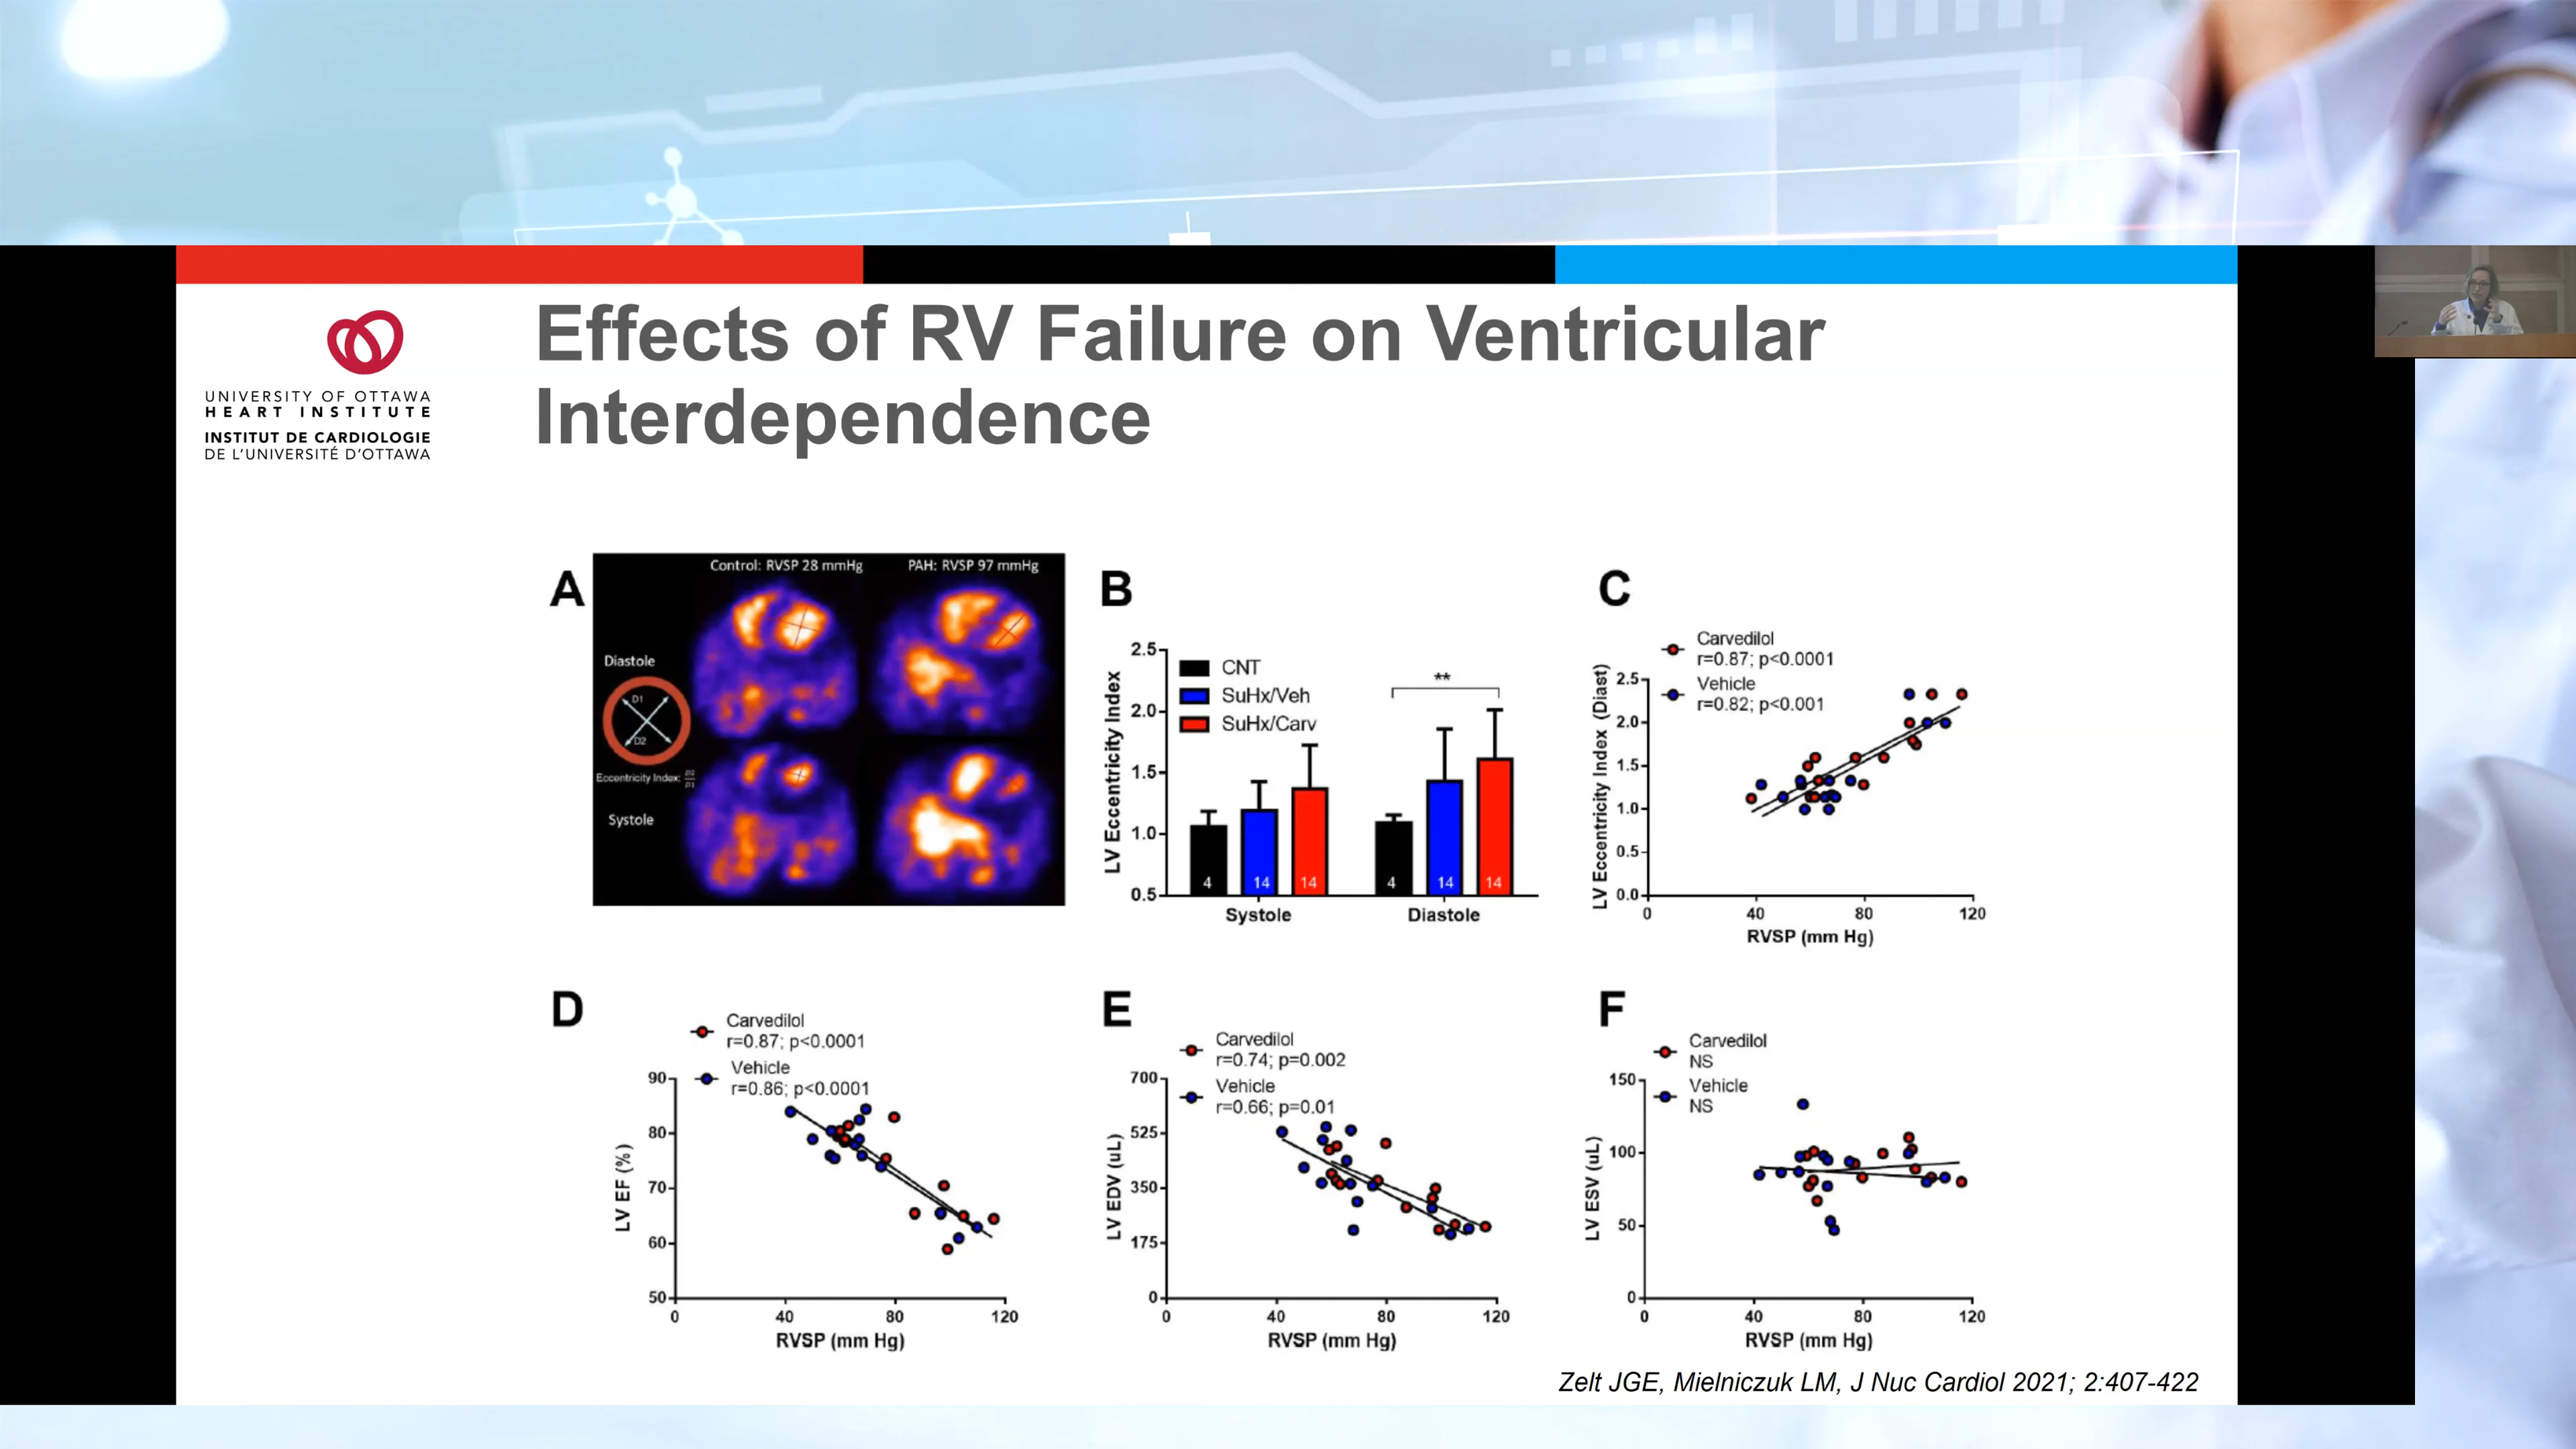 UNIVERSITY OF OTTAWA
HEART INSTITUTE
INSTITUT DE CARDIOLOGIE
DE L'UNIVERSITÉ D'OTTAWA
Effects of RV Failure on Ventricular
Interdependence
A
Control: RVSP 28 mmHg
PAH: RVSP 97 mmHg
Diastole
D1
D2
Eccentricity Index: D2
D1
Systole
B
LV Eccentricity Index
2.5
2.0
1.5
1.0
0.5
CNT
SuHx/Veh
SuHx/Carv
**
4
14
14
4
14
14
Systole
Diastole
C
Carvedilol
r=0.87; p<0.0001
Vehicle
r=0.82; p<0.001
LV Eccentricity Index (Diast)
2.5
2.0
1.5
1.0
0.5
0.0
0
40
80
120
RVSP (mm Hg)
D
Carvedilol
r=0.87; p<0.0001
Vehicle
r=0.86; p<0.0001
LV EF (%)
90
80
70
60
50
0
40
80
120
RVSP (mm Hg)
E
Carvedilol
r=0.74; p=0.002
Vehicle
r=0.66; p=0.01
LV EDV (uL)
700
525
350
175
0
0
40
80
120
RVSP (mm Hg)
F
Carvedilol
NS
Vehicle
NS
LV ESV (uL)
150
100
50
0
0
40
80
120
RVSP (mm Hg)
Zelt JGE, Mielniczuk LM, J Nuc Cardiol 2021; 2:407-422